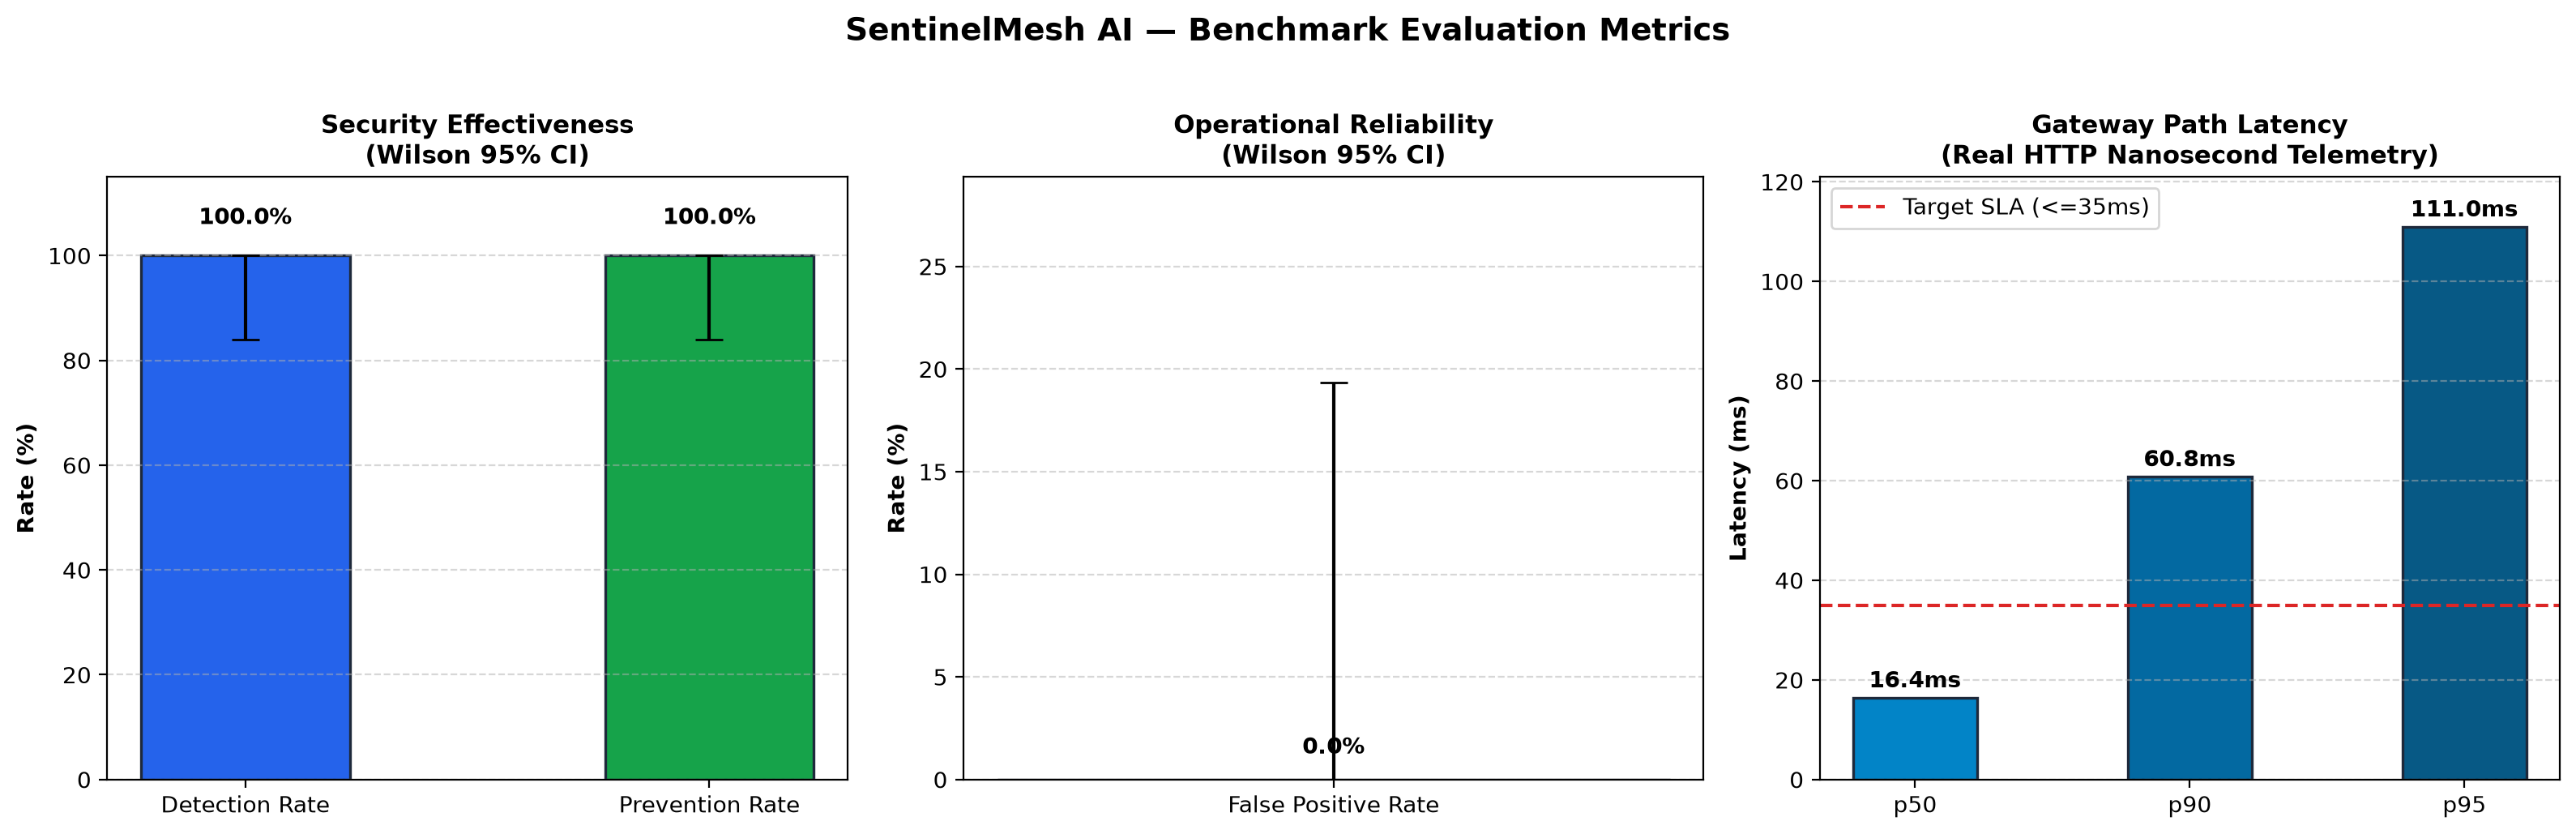 SentinelMesh AI — Benchmark Evaluation Metrics
Security Effectiveness
(Wilson 95% CI)
100.0%
100.0%
Rate (%)
100
80
60
40
20
0
Detection Rate
Prevention Rate
Operational Reliability
(Wilson 95% CI)
Rate (%)
25
20
15
10
5
0
0.0%
False Positive Rate
Gateway Path Latency
(Real HTTP Nanosecond Telemetry)
Target SLA (<=35ms)
Latency (ms)
120
100
80
60
40
20
0
16.4ms
60.8ms
111.0ms
p50
p90
p95